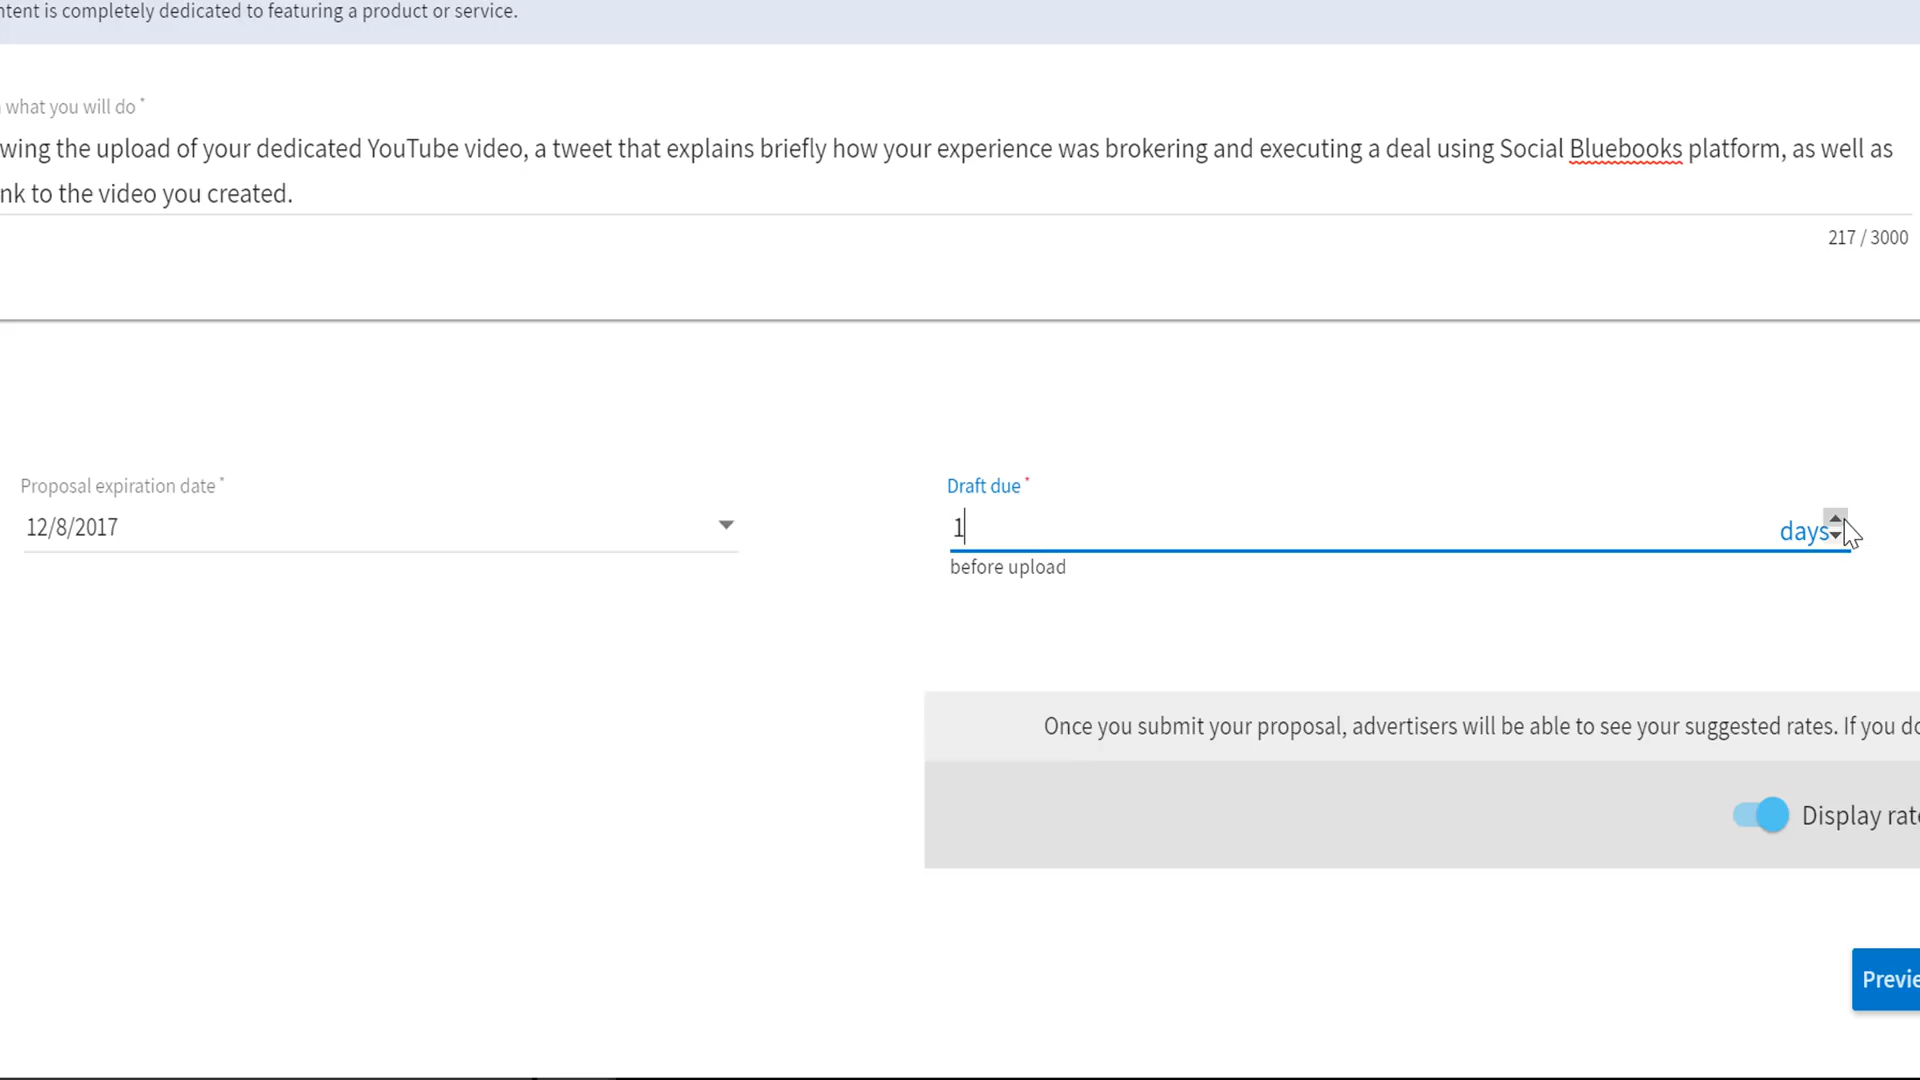 ntent is completely dedicated to featuring a product or service.
what you will do *
wing the upload of your dedicated YouTube video, a tweet that explains briefly how your experience was brokering and executing a deal using Social Bluebooks platform, as well as
nk to the video you created.
217 / 3000
Proposal expiration date *
Draft due *
12/8/2017
1
days
before upload
Once you submit your proposal, advertisers will be able to see your suggested rates. If you do
Display rate
Previe